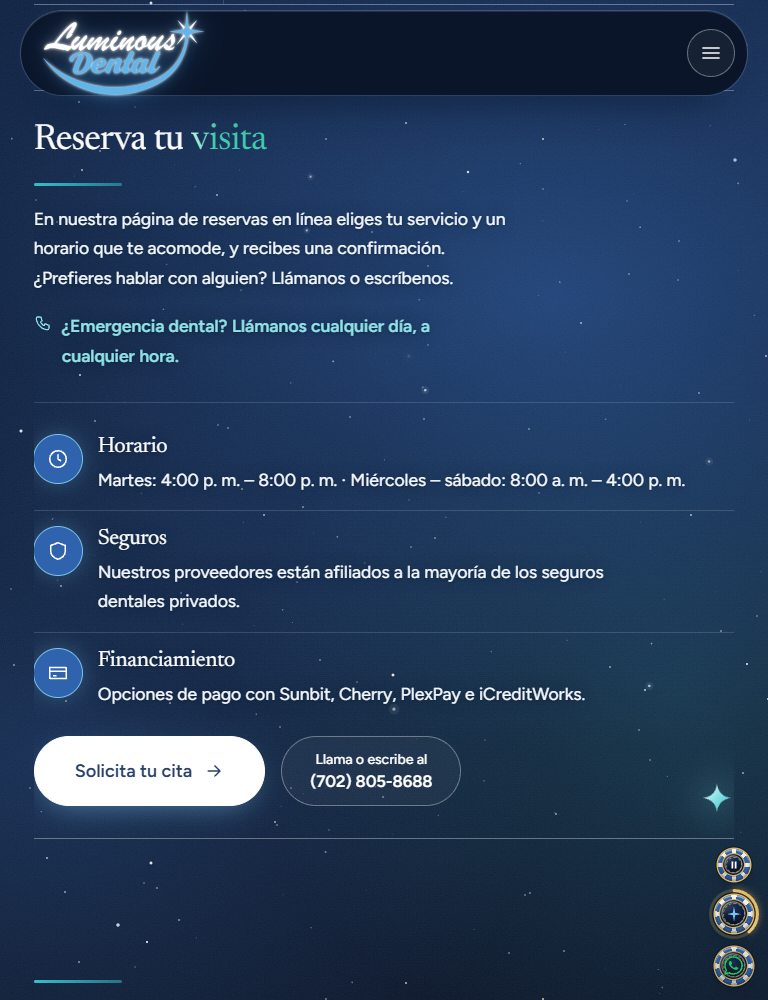 Luminous
Dental
Reserva tu visita
En nuestra página de reservas en línea eliges tu servicio y un
horario que te acomode, y recibes una confirmación.
¿Prefieres hablar con alguien? Llámanos o escríbenos.
¿Emergencia dental? Llámanos cualquier día, a
cualquier hora.
Horario
Martes: 4:00 p. m. – 8:00 p. m. · Miércoles – sábado: 8:00 a. m. – 4:00 p. m.
Seguros
Nuestros proveedores están afiliados a la mayoría de los seguros
dentales privados.
Financiamiento
Opciones de pago con Sunbit, Cherry, PlexPay e iCreditWorks.
Solicita tu cita →
Llama o escribe al
(702) 805-8688